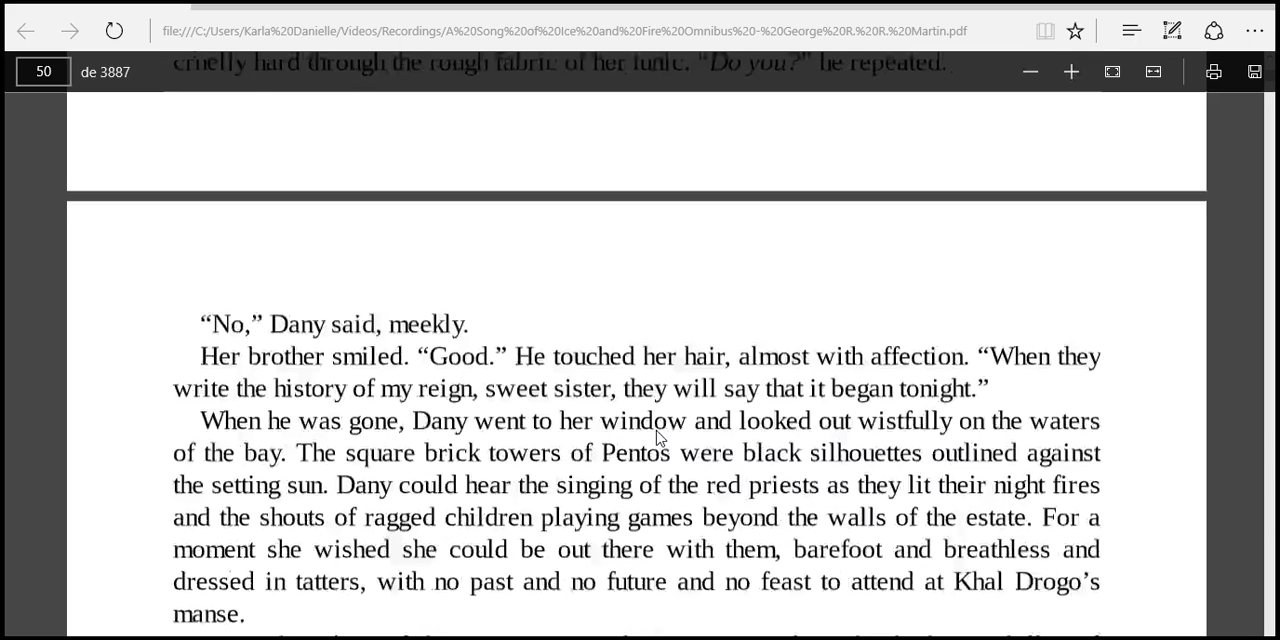 file:///C:/Users/Karla%20Danielle/Videos/Recordings/A%20Song%20of%20Ice%20and%20Fire%20Omnibus%20-%20George%20R.%20R.%20Martin.pdf
50 de 3887
cruelly hard through the rough fabric of her tunic. “Do you?” he repeated.
“No,” Dany said, meekly.
Her brother smiled. “Good.” He touched her hair, almost with affection. “When they
write the history of my reign, sweet sister, they will say that it began tonight.”
When he was gone, Dany went to her window and looked out wistfully on the waters
of the bay. The square brick towers of Pentos were black silhouettes outlined against
the setting sun. Dany could hear the singing of the red priests as they lit their night fires
and the shouts of ragged children playing games beyond the walls of the estate. For a
moment she wished she could be out there with them, barefoot and breathless and
dressed in tatters, with no past and no future and no feast to attend at Khal Drogo’s
manse.